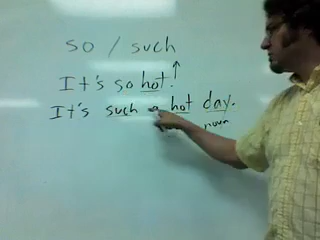 so / such
It's so hot.
It's such a hot day.
noun